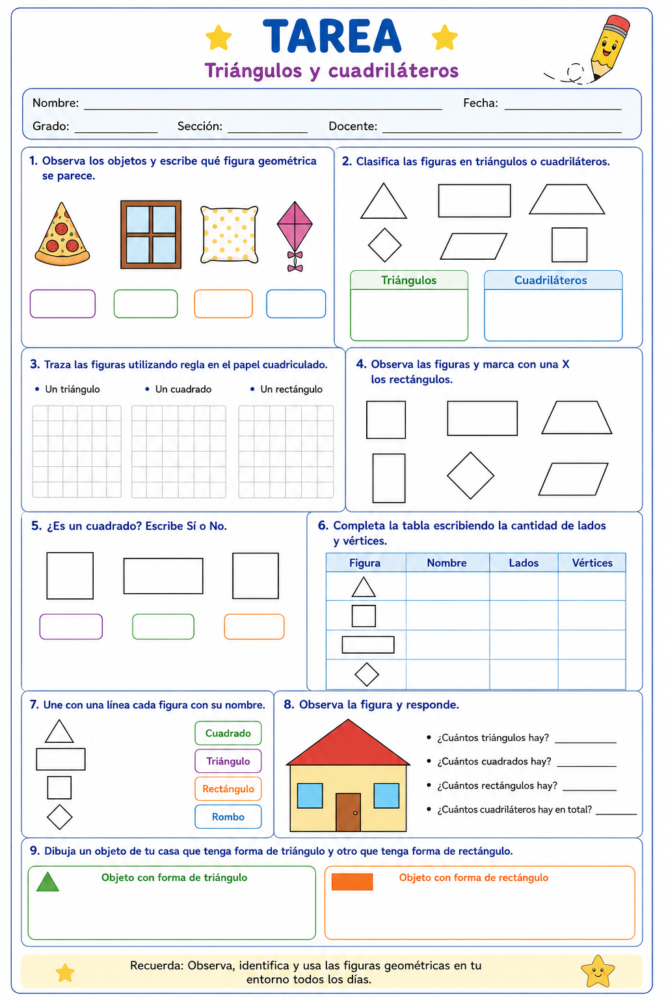 TAREA
Triángulos y cuadriláteros
Nombre: Fecha:
Grado: Sección: Docente:
1. Observa los objetos y escribe qué figura geométrica
se parece.
2. Clasifica las figuras en triángulos o cuadriláteros.
Triángulos Cuadriláteros
3. Traza las figuras utilizando regla en el papel cuadriculado.
• Un triángulo • Un cuadrado • Un rectángulo
4. Observa las figuras y marca con una X
los rectángulos.
5. ¿Es un cuadrado? Escribe Sí o No.
6. Completa la tabla escribiendo la cantidad de lados
y vértices.
Figura Nombre Lados Vértices
7. Une con una línea cada figura con su nombre.
Cuadrado
Triángulo
Rectángulo
Rombo
8. Observa la figura y responde.
• ¿Cuántos triángulos hay?
• ¿Cuántos cuadrados hay?
• ¿Cuántos rectángulos hay?
• ¿Cuántos cuadriláteros hay en total?
9. Dibuja un objeto de tu casa que tenga forma de triángulo y otro que tenga forma de rectángulo.
Objeto con forma de triángulo Objeto con forma de rectángulo
Recuerda: Observa, identifica y usa las figuras geométricas en tu
entorno todos los días.